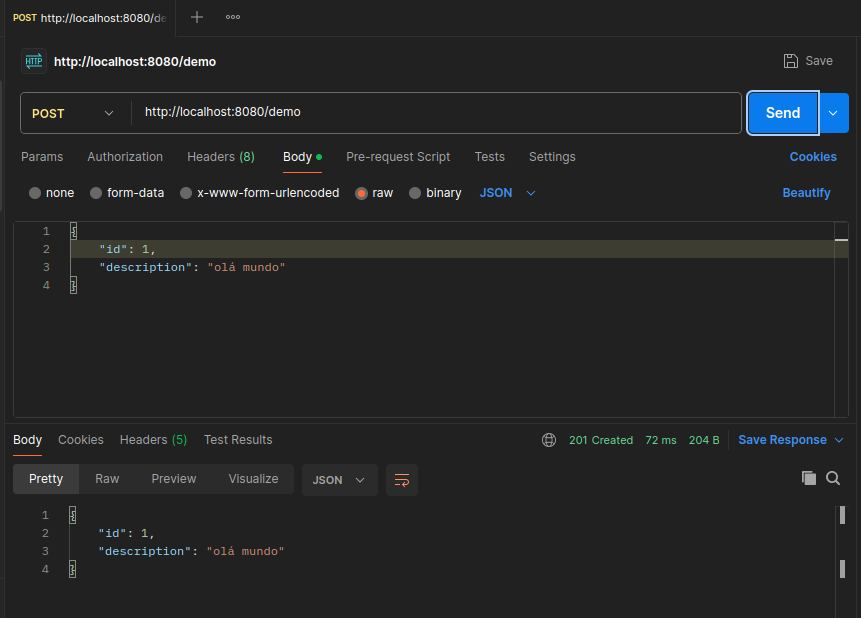 POST http://localhost:8080/de
HTTP http://localhost:8080/demo Save
POST http://localhost:8080/demo Send
Params Authorization Headers (8) Body Pre-request Script Tests Settings Cookies
none form-data x-www-form-urlencoded raw binary JSON Beautify
1 {
2 "id": 1,
3 "description": "olá mundo"
4 }
Body Cookies Headers (5) Test Results 201 Created 72 ms 204 B Save Response
Pretty Raw Preview Visualize JSON
1 {
2 "id": 1,
3 "description": "olá mundo"
4 }